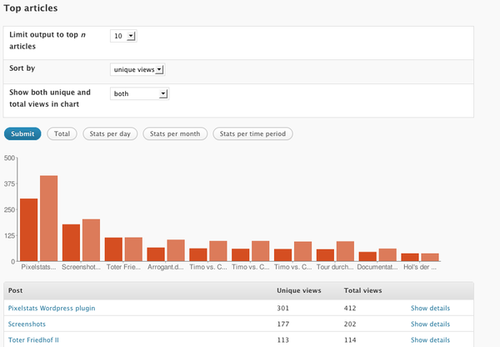 Top articles
Limit output to top n articles
10
Sort by
unique views
Show both unique and total views in chart
both
Submit
Total
Stats per day
Stats per month
Stats per time period
500
375
250
125
0
Pixelstats... Screenshot... Toter Frie... Arrogant.d... Timo vs. C... Timo vs. C... Timo vs. C... Tour durch... Documentat... Hol's der ...
Post Unique views Total views
Pixelstats Wordpress plugin 301 412 Show details
Screenshots 177 202 Show details
Toter Friedhof II 113 114 Show details